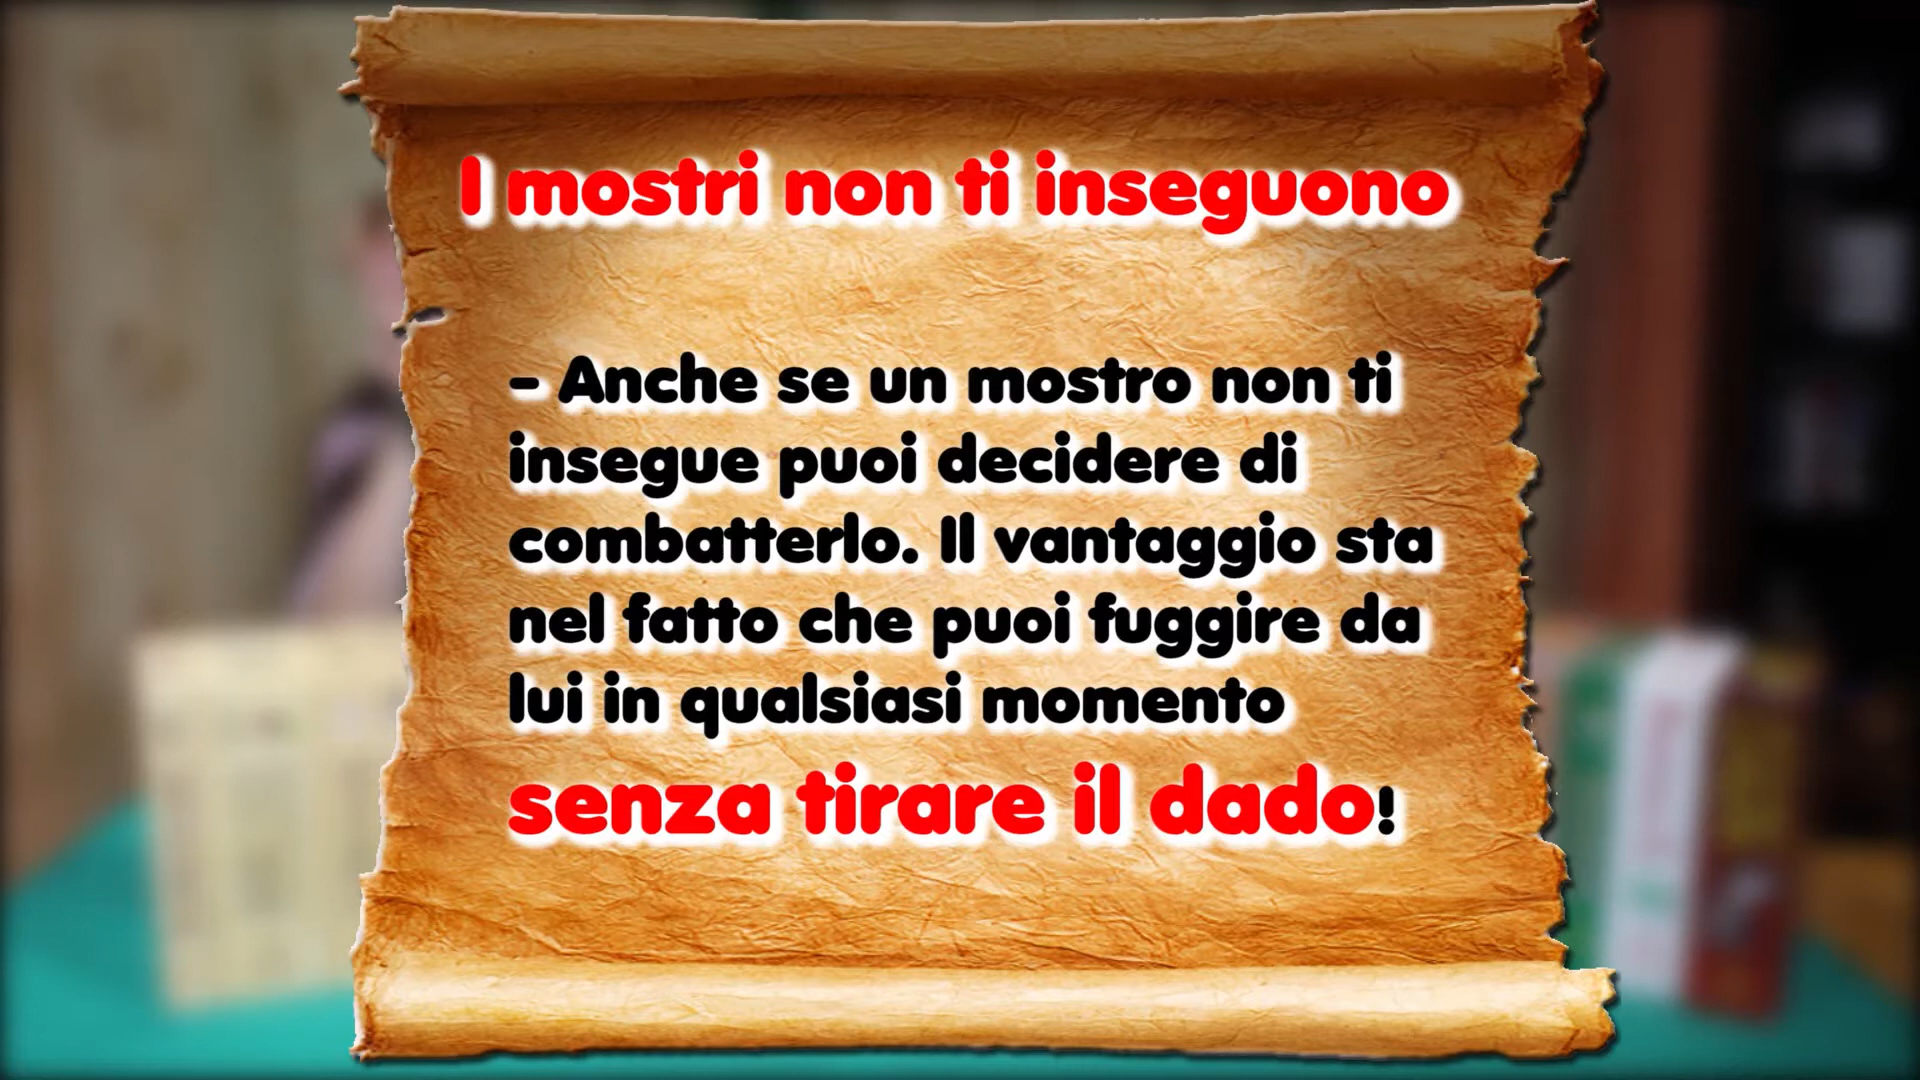 I mostri non ti inseguono
- Anche se un mostro non ti
insegue puoi decidere di
combatterlo. Il vantaggio sta
nel fatto che puoi fuggire da
lui in qualsiasi momento
senza tirare il dado!